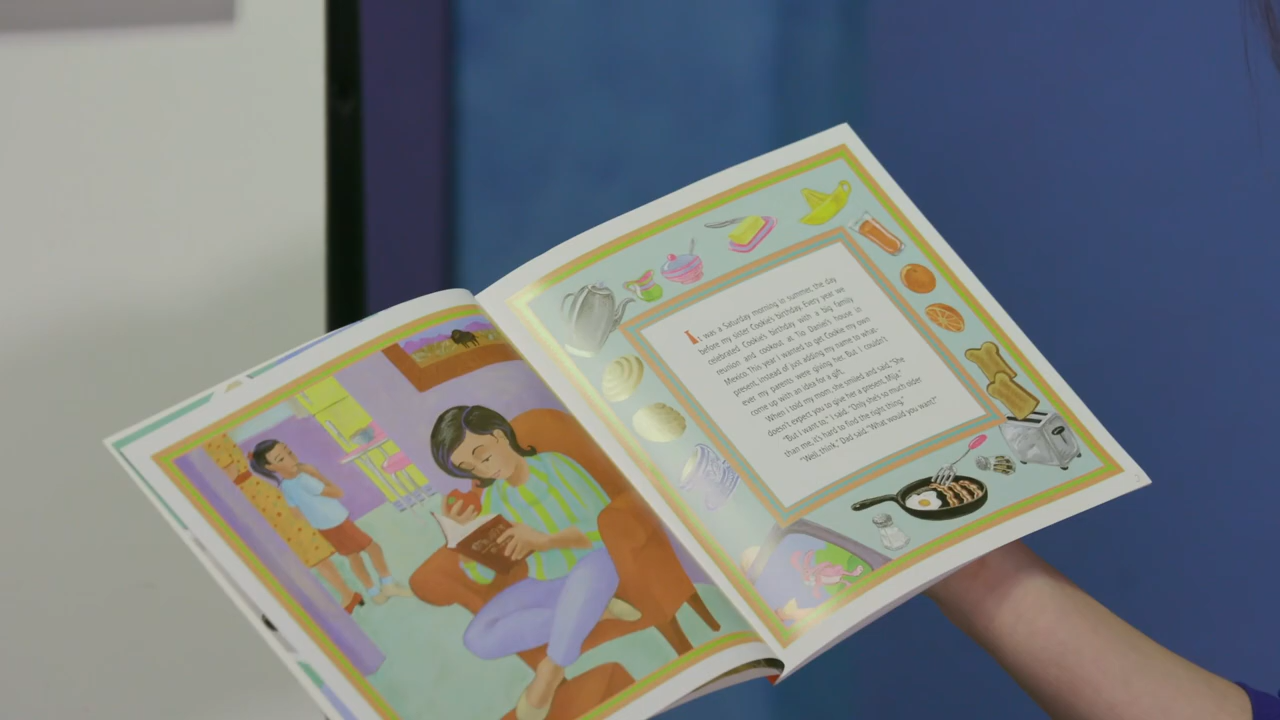 It was a Saturday morning in summer, the day
before my sister Cookie's birthday. Every year we
celebrated Cookie's birthday with a big family
reunion and cookout at Tío Daniel's house in
Mexico. This year I wanted to get Cookie my own
present, instead of just adding my name to what-
ever my parents were giving her. But I couldn't
come up with an idea for a gift.
When I told my mom, she smiled and said, "She
doesn't expect you to give her a present, Mija."
"But I want to," I said. "Only she's so much older
than me, it's hard to find the right thing."
"Well, think," Dad said. "What would you want?"